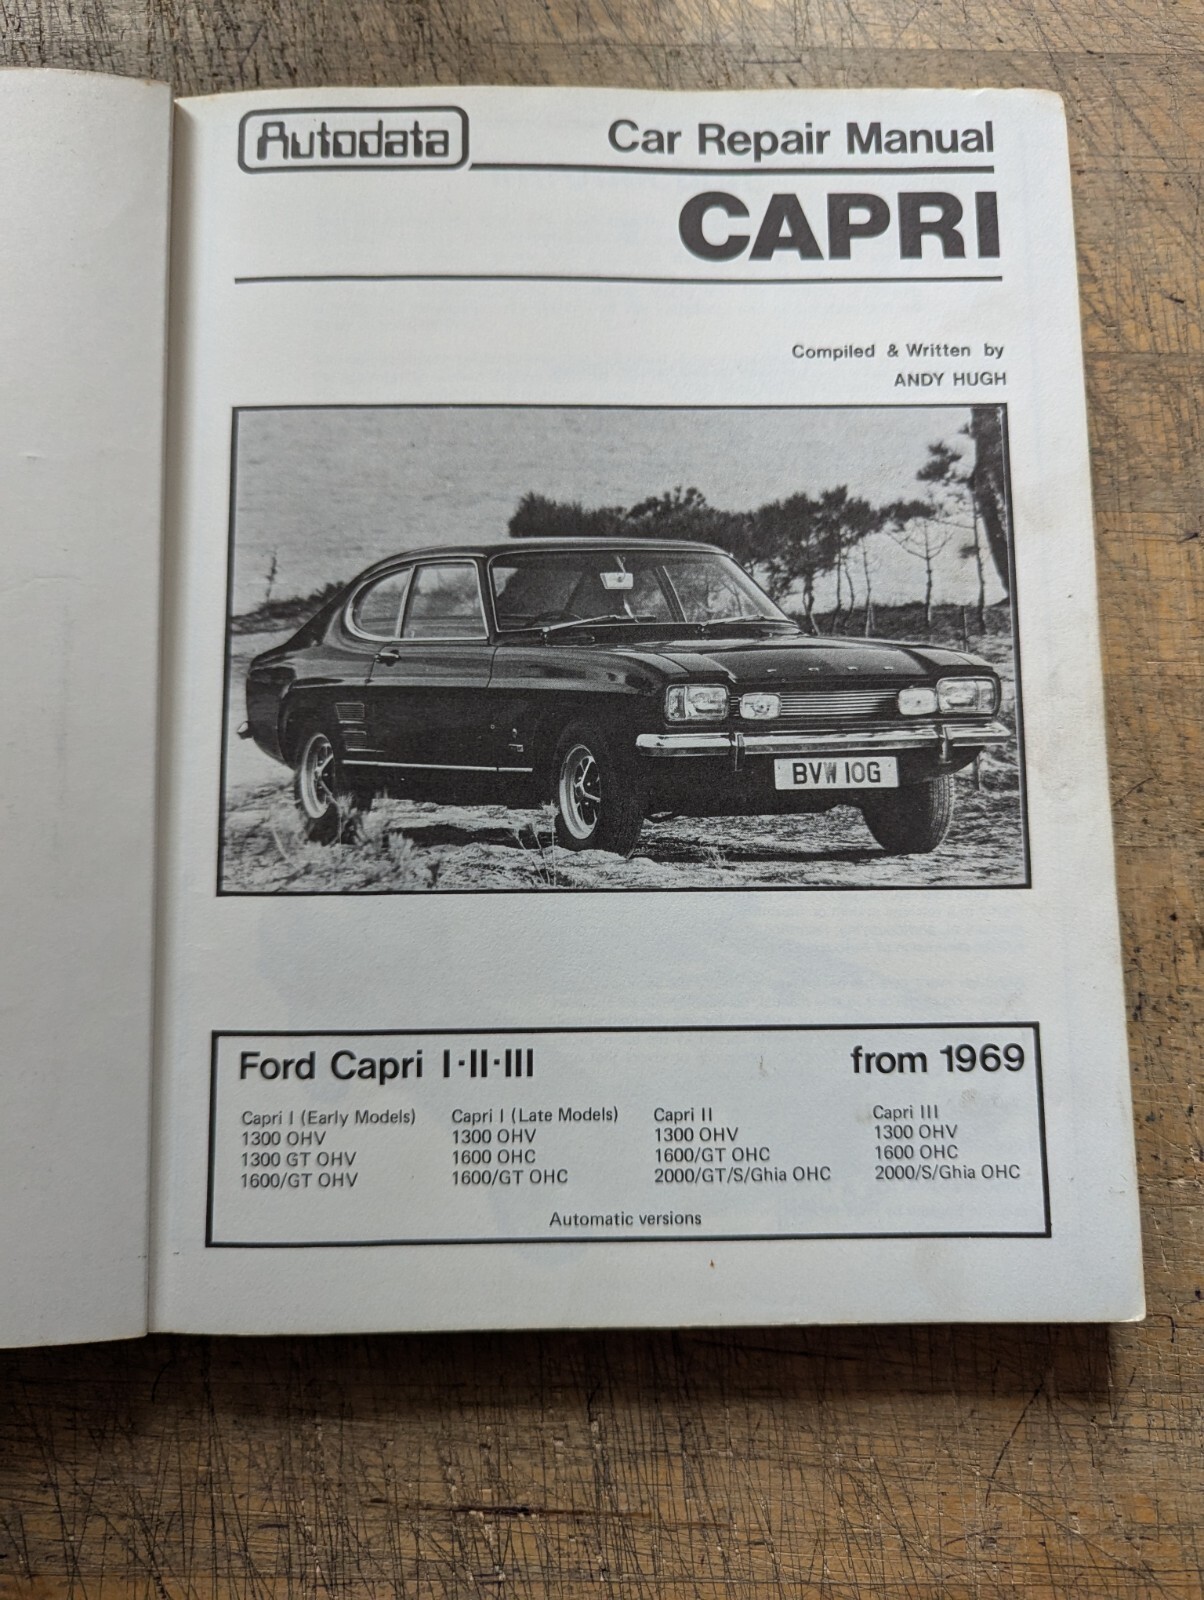 Autodata
Car Repair Manual
CAPRI
Compiled & Written by
ANDY HUGH
FORD
BVW 10G
Ford Capri I·II·III
from 1969
Capri I (Early Models)
1300 OHV
1300 GT OHV
1600/GT OHV
Capri I (Late Models)
1300 OHV
1600 OHC
1600/GT OHC
Capri II
1300 OHV
1600/GT OHC
2000/GT/S/Ghia OHC
Capri III
1300 OHV
1600 OHC
2000/S/Ghia OHC
Automatic versions